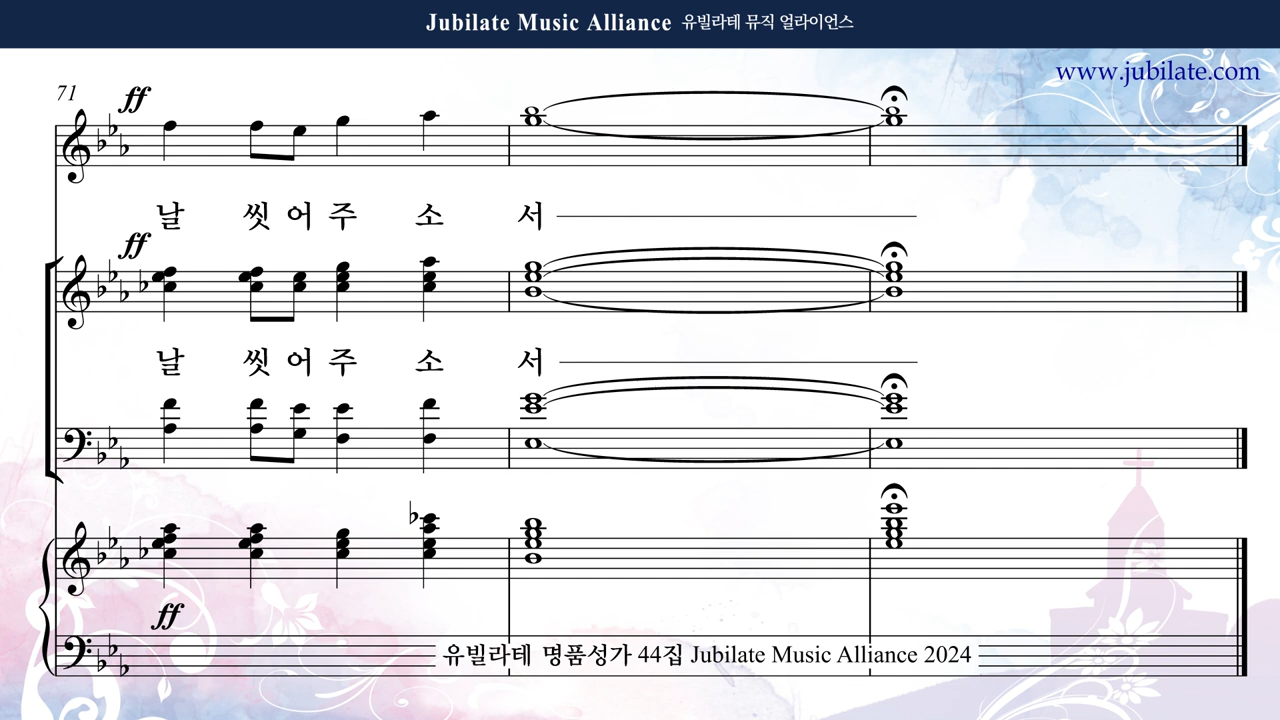 Jubilate Music Alliance 유빌라테 뮤직 얼라이언스
www.jubilate.com
71
ff
날 씻 어 주 소 서
ff
날 씻 어 주 소 서
ff
유빌라테 명품성가 44집 Jubilate Music Alliance 2024